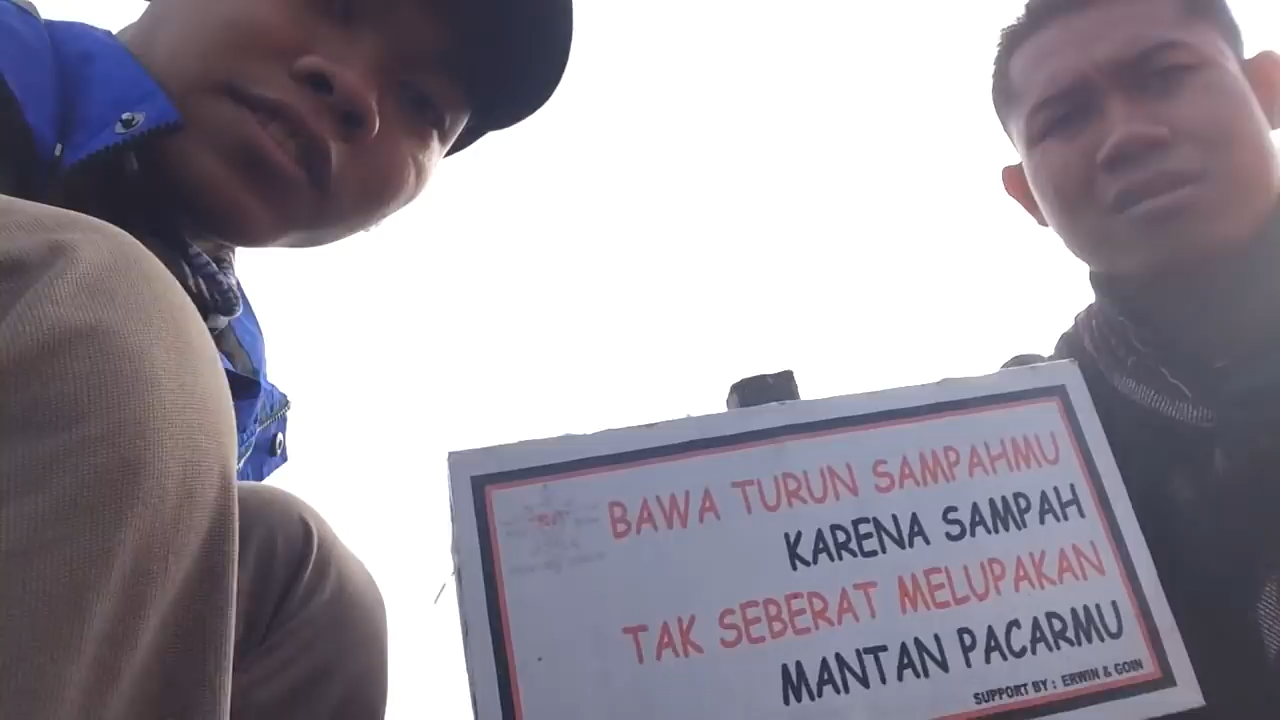 BAWA TURUN SAMPAHMU
KARENA SAMPAH
TAK SEBERAT MELUPAKAN
MANTAN PACARMU
SUPPORT BY : ERWIN & GOIN